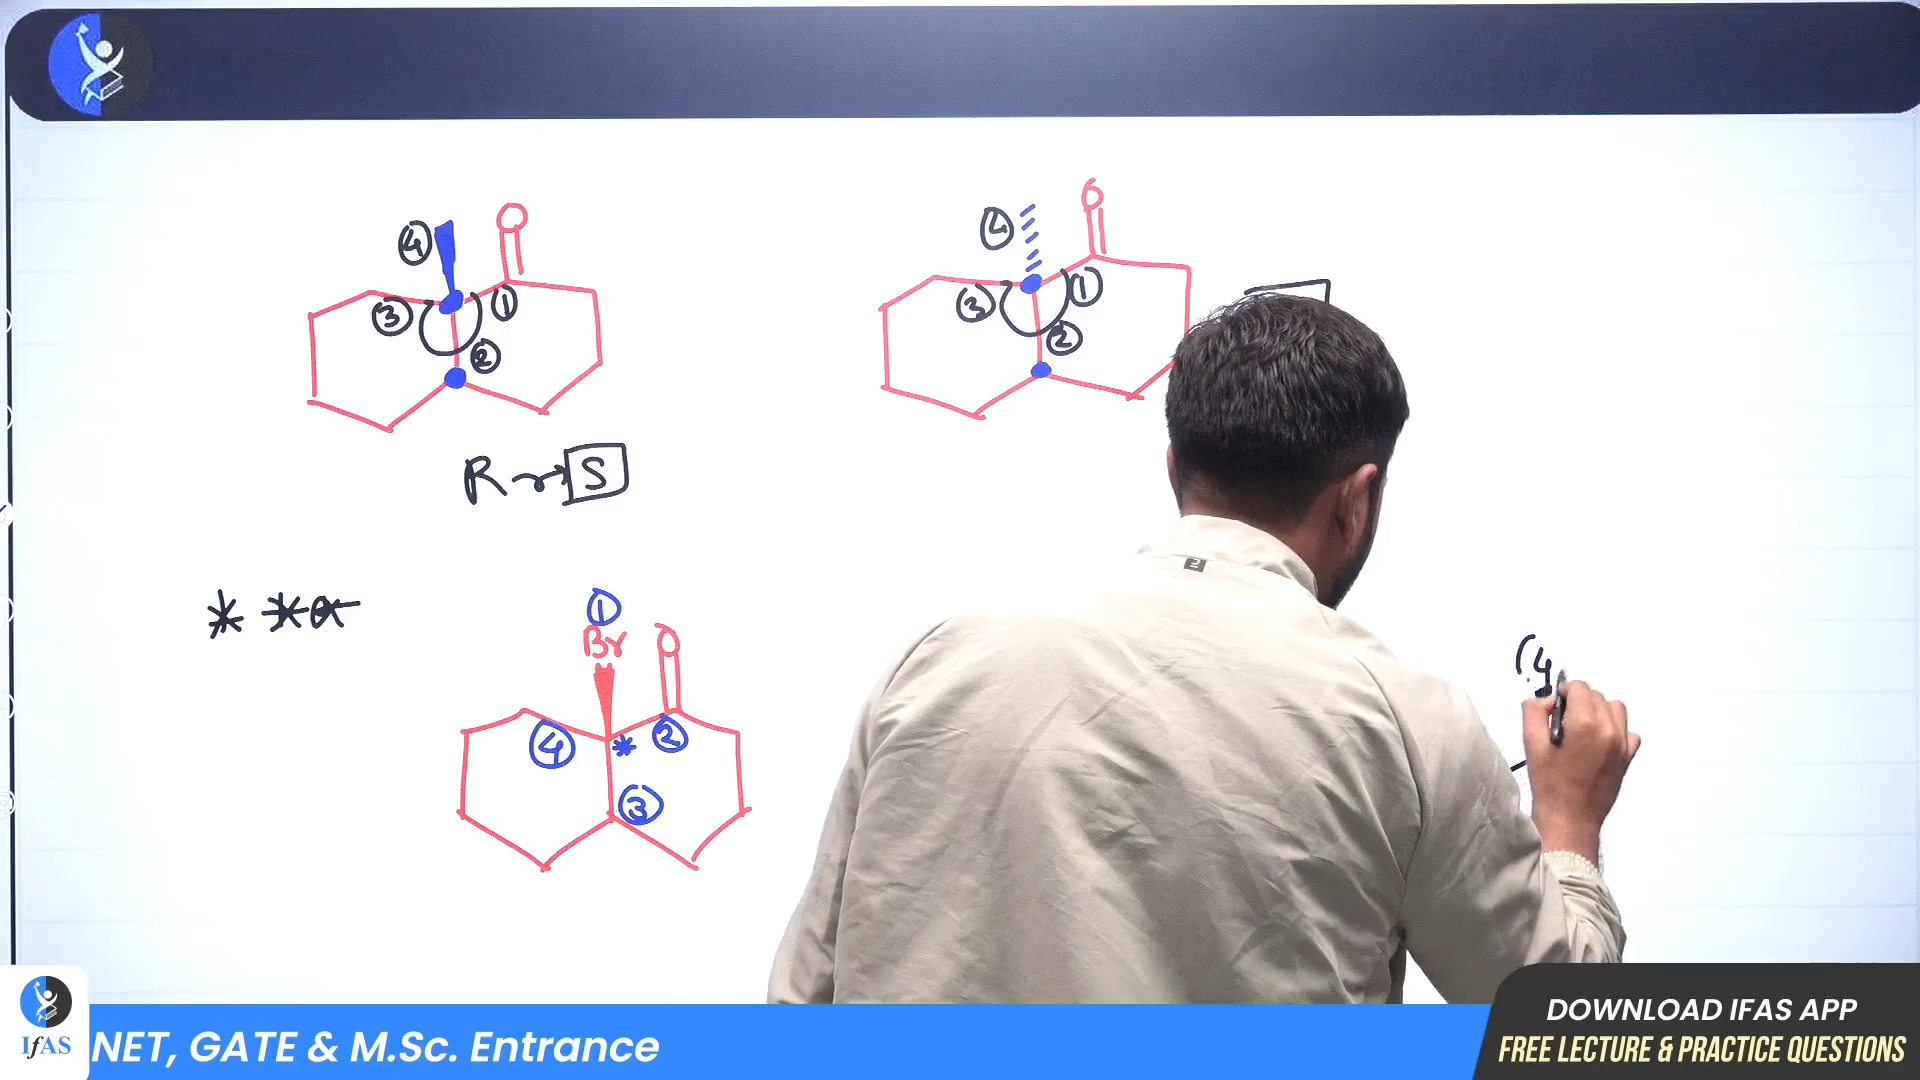 O
4
3
1
2
R → S
O
4
3
1
2
***
1
Br
O
4
*
2
3
(4
IfAS
NET, GATE & M.Sc. Entrance
DOWNLOAD IFAS APP
FREE LECTURE & PRACTICE QUESTIONS